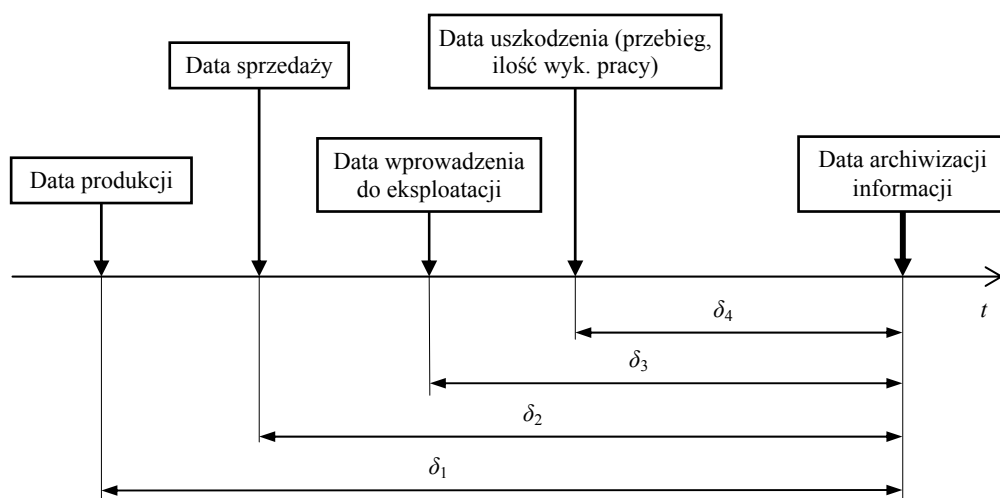 Data uszkodzenia (przebieg,
ilość wyk. pracy)
Data sprzedaży
Data wprowadzenia
do eksploatacji
Data archiwizacji
informacji
Data produkcji
t
δ4
δ3
δ2
δ1